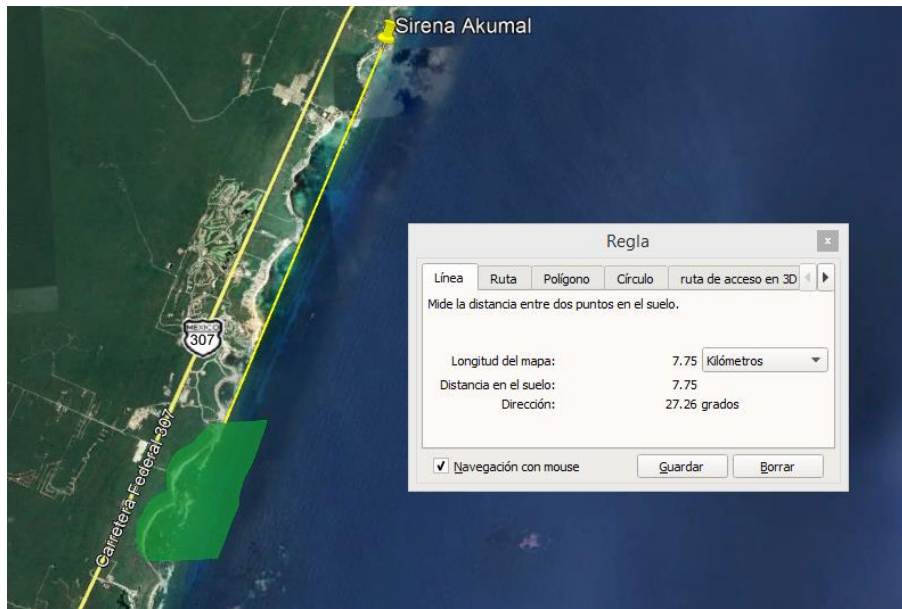 Sirena Akumal
Regla
Línea Ruta Polígono Círculo ruta de acceso en 3D
Mide la distancia entre dos puntos en el suelo.
Longitud del mapa: 7.75 Kilómetros
Distancia en el suelo: 7.75
Dirección: 27.26 grados
Navegación con mouse Guardar Borrar
MEXICO
307
Carretera Federal 307